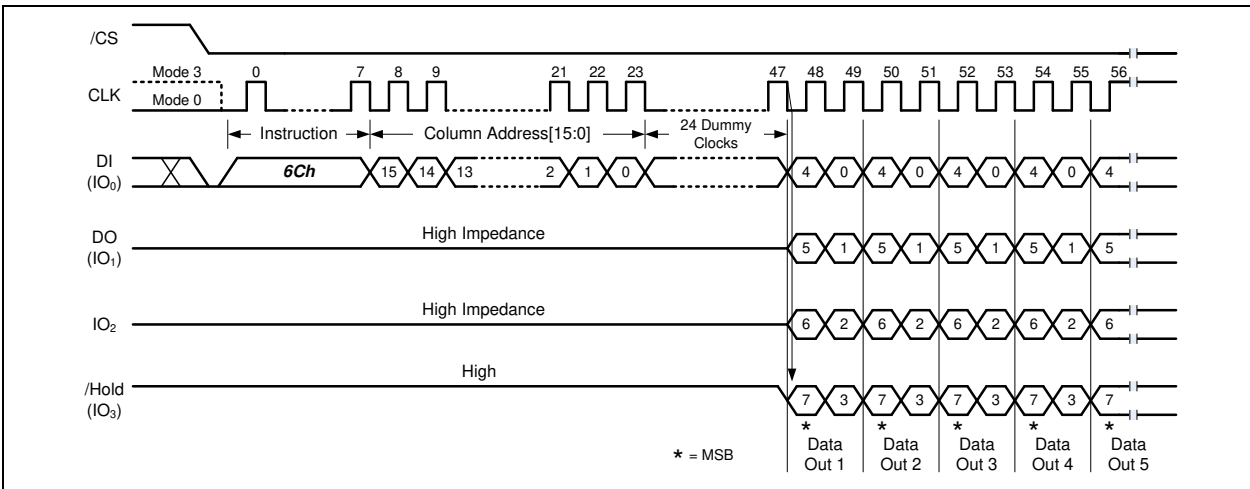 /CS
Mode 3
Mode 0
CLK
0 7 8 9 21 22 23 47 48 49 50 51 52 53 54 55 56
Instruction
Column Address[15:0]
24 Dummy
Clocks
DI
(IO0)
6Ch
15 14 13 2 1 0 4 0 4 0 4 0 4 0 4
DO
(IO1)
High Impedance
5 1 5 1 5 1 5 1 5
IO2
High Impedance
6 2 6 2 6 2 6 2 6
/Hold
(IO3)
High
7 3 7 3 7 3 7 3 7
* * * * *
* = MSB
Data
Out 1
Data
Out 2
Data
Out 3
Data
Out 4
Data
Out 5